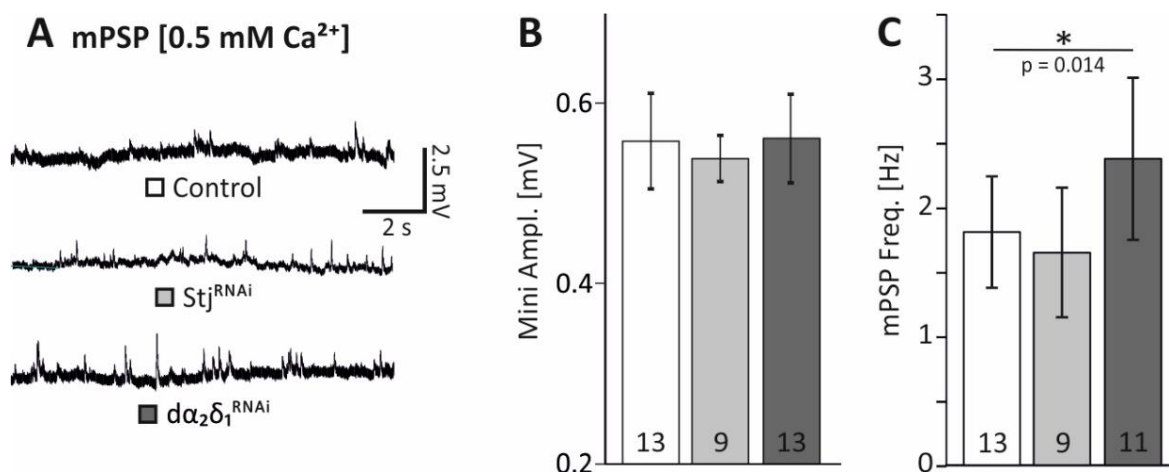 A mPSP [0.5 mM Ca²⁺]
2.5 mV
2 s
Control
Stj^RNAi
dα₂δ₁^RNAi
B
Mini Ampl. [mV]
0.6
0.4
0.2
13 9 13
C
mPSP Freq. [Hz]
3
2
1
0
*
p = 0.014
13 9 11